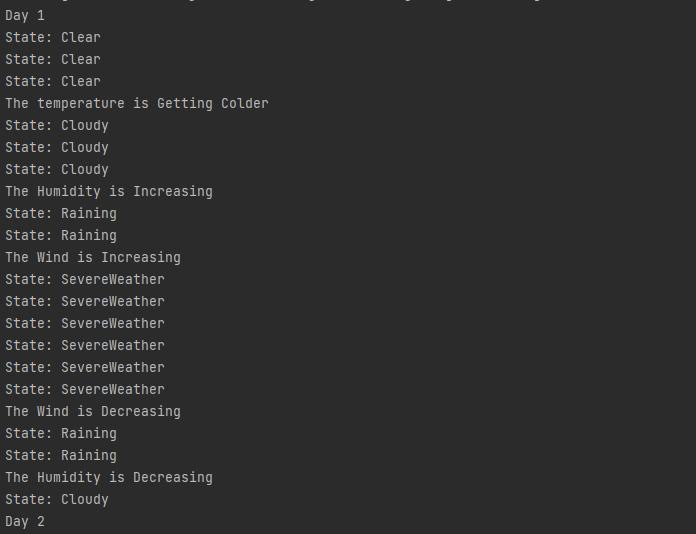 Day 1
State: Clear
State: Clear
State: Clear
The temperature is Getting Colder
State: Cloudy
State: Cloudy
State: Cloudy
The Humidity is Increasing
State: Raining
State: Raining
The Wind is Increasing
State: SevereWeather
State: SevereWeather
State: SevereWeather
State: SevereWeather
State: SevereWeather
State: SevereWeather
The Wind is Decreasing
State: Raining
State: Raining
The Humidity is Decreasing
State: Cloudy
Day 2